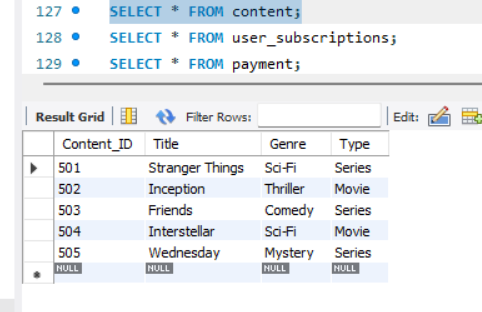 127 SELECT * FROM content;
128 SELECT * FROM user_subscriptions;
129 SELECT * FROM payment;
Result Grid Filter Rows: Edit:
Content_ID Title Genre Type
501 Stranger Things Sci-Fi Series
502 Inception Thriller Movie
503 Friends Comedy Series
504 Interstellar Sci-Fi Movie
505 Wednesday Mystery Series
NULL NULL NULL NULL